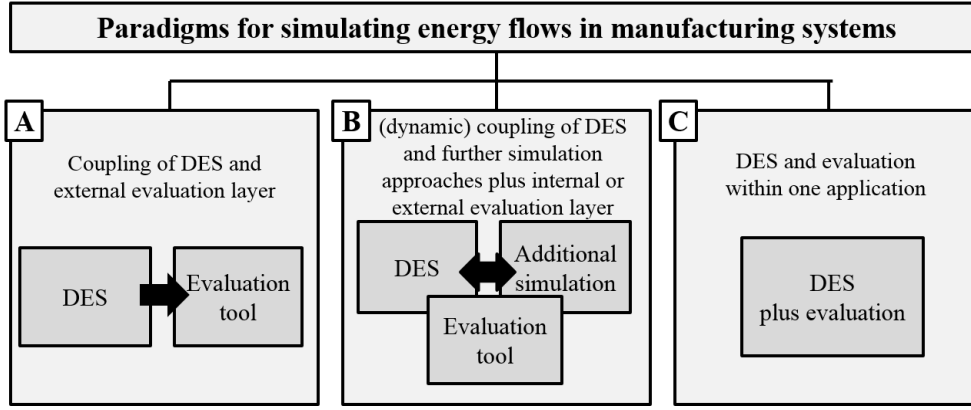 Paradigms for simulating energy flows in manufacturing systems
A
Coupling of DES and
external evaluation layer
DES
Evaluation
tool
B
(dynamic) coupling of DES
and further simulation
approaches plus internal or
external evaluation layer
DES
Additional
simulation
Evaluation
tool
C
DES and evaluation
within one application
DES
plus evaluation